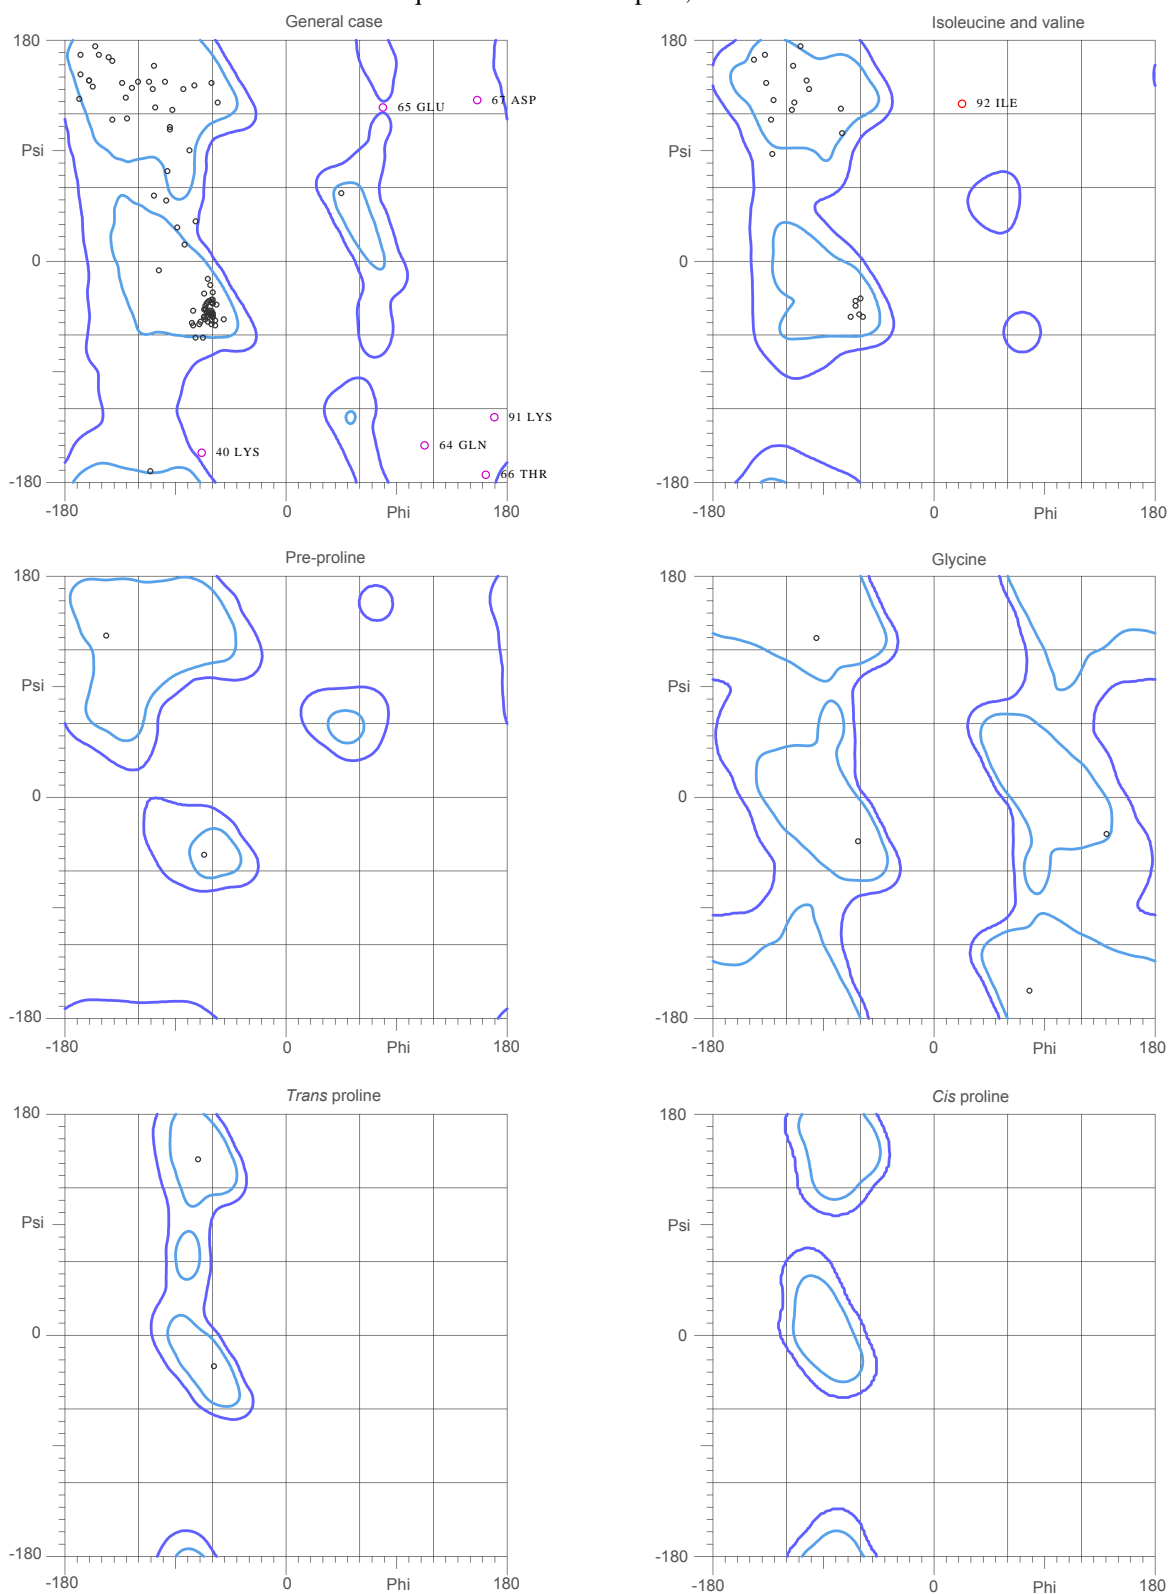 General case
Isoleucine and valine
180
180
65 GLU
67 ASP
92 ILE
Psi
Psi
0
0
91 LYS
40 LYS
64 GLN
66 THR
-180
-180
-180
0
Phi
180
-180
0
Phi
180
Pre-proline
Glycine
180
180
Psi
Psi
0
0
-180
-180
-180
0
Phi
180
-180
0
Phi
180
Trans proline
Cis proline
180
180
Psi
Psi
0
0
-180
-180
-180
0
Phi
180
-180
0
Phi
180